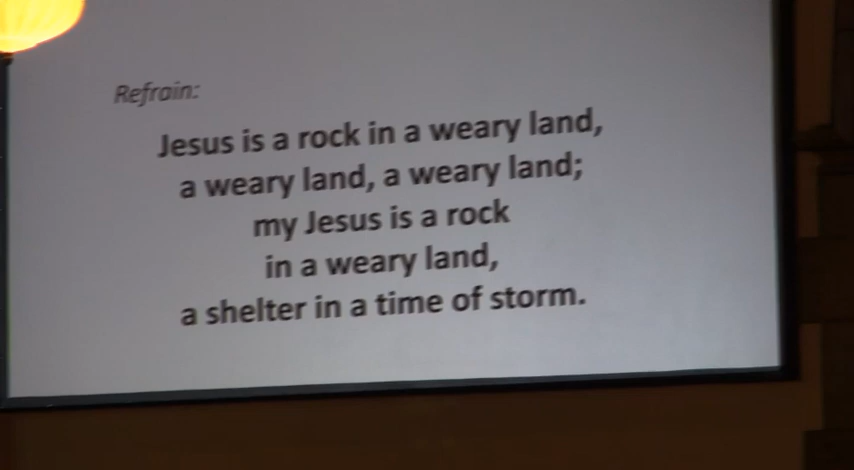 Refrain:
Jesus is a rock in a weary land,
a weary land, a weary land;
my Jesus is a rock
in a weary land,
a shelter in a time of storm.